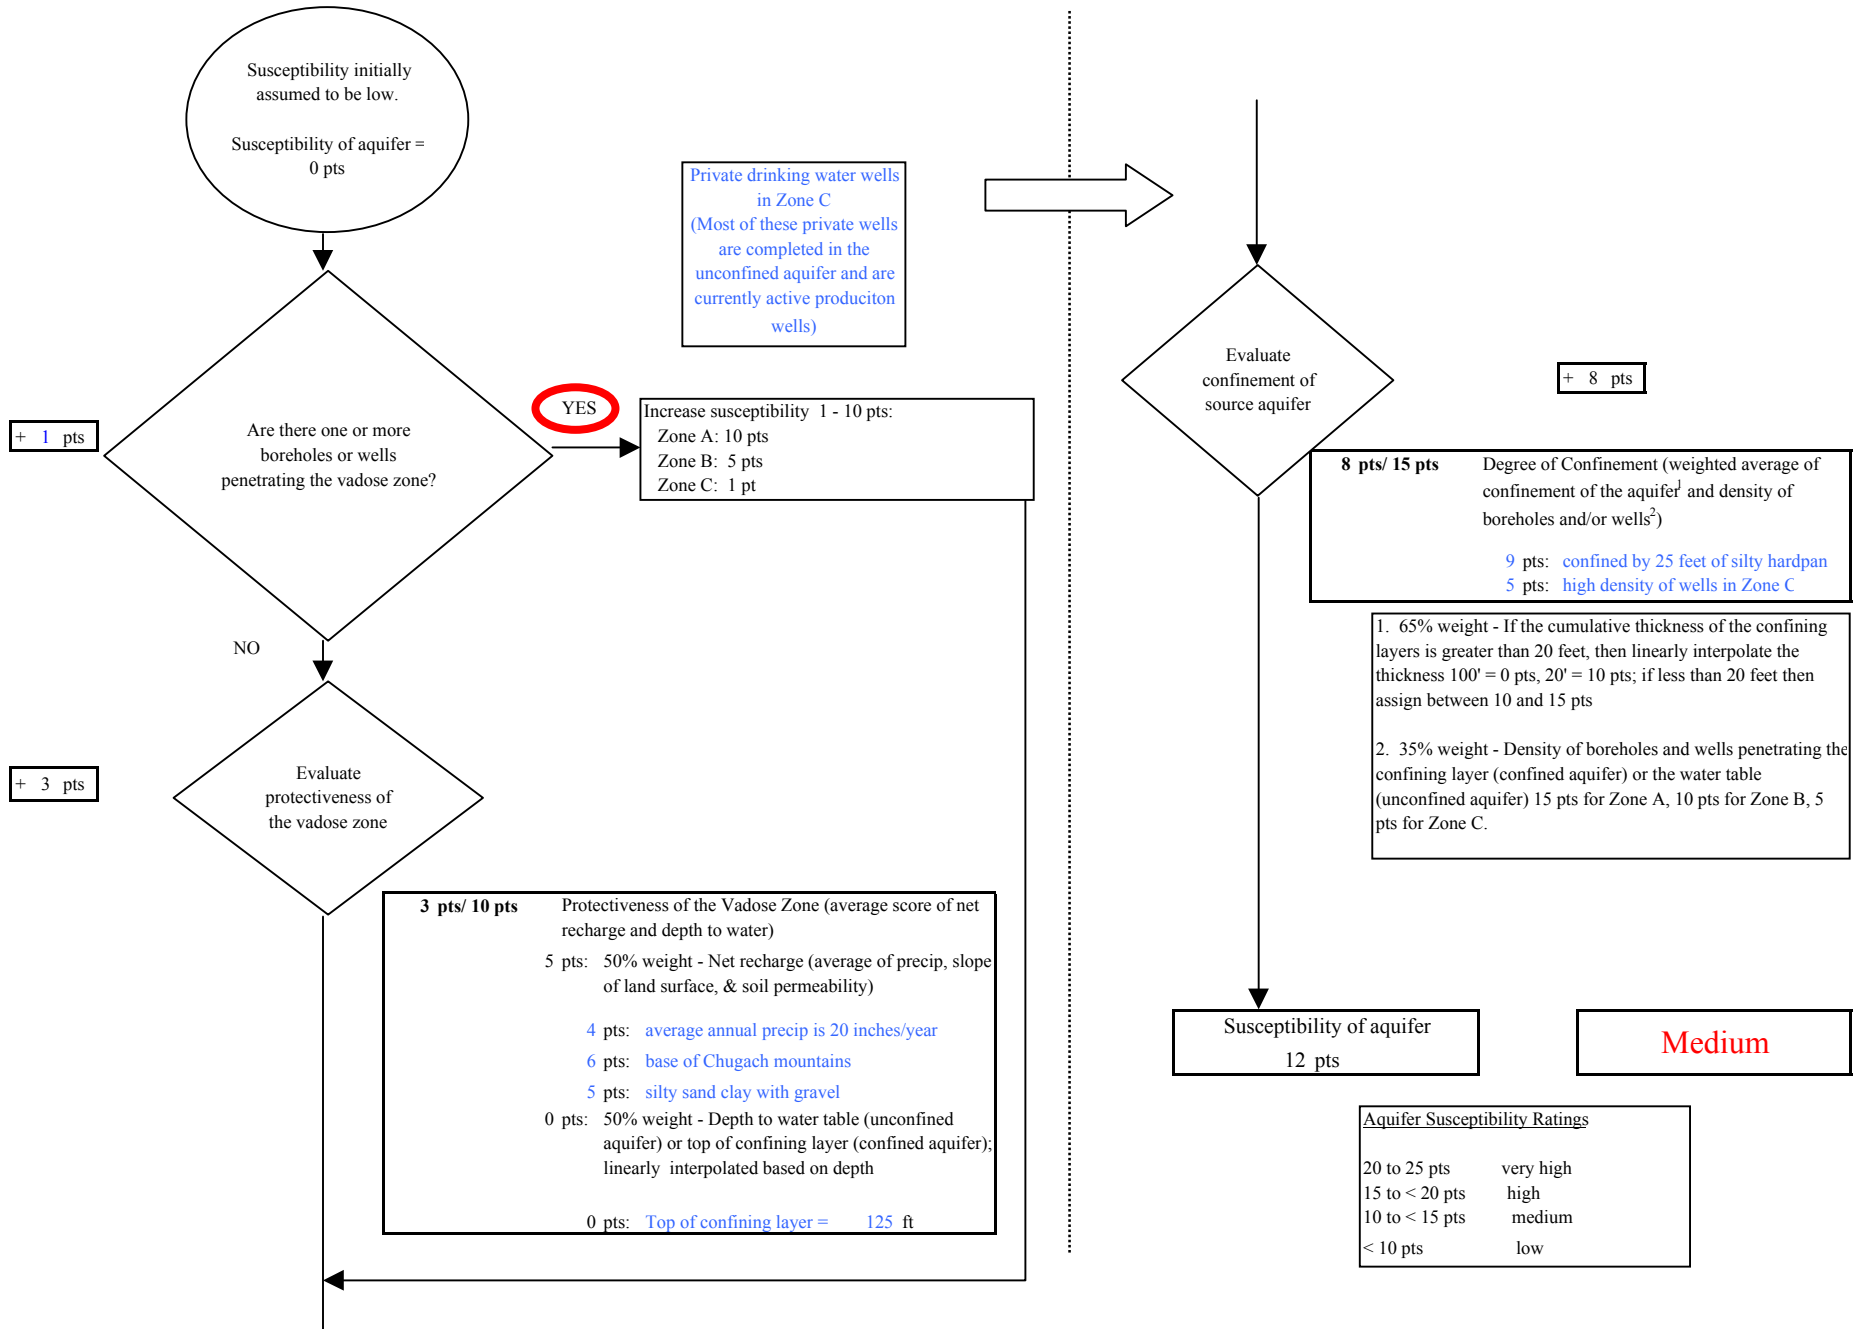 Susceptibility initially
assumed to be low.
Susceptibility of aquifer =
0 pts
Private drinking water wells
in Zone C
(Most of these private wells
are completed in the
unconfined aquifer and are
currently active produciton
wells)
+ 1 pts
Are there one or more
boreholes or wells
penetrating the vadose zone?
YES
Increase susceptibility 1 - 10 pts:
Zone A: 10 pts
Zone B: 5 pts
Zone C: 1 pt
NO
+ 3 pts
Evaluate
protectiveness of
the vadose zone
3 pts/ 10 pts Protectiveness of the Vadose Zone (average score of net
recharge and depth to water)
5 pts: 50% weight - Net recharge (average of precip, slope
of land surface, & soil permeability)
4 pts: average annual precip is 20 inches/year
6 pts: base of Chugach mountains
5 pts: silty sand clay with gravel
0 pts: 50% weight - Depth to water table (unconfined
aquifer) or top of confining layer (confined aquifer);
linearly interpolated based on depth
0 pts: Top of confining layer = 125 ft
Evaluate
confinement of
source aquifer
+ 8 pts
8 pts/ 15 pts Degree of Confinement (weighted average of
confinement of the aquifer1 and density of
boreholes and/or wells2)
9 pts: confined by 25 feet of silty hardpan
5 pts: high density of wells in Zone C
1. 65% weight - If the cumulative thickness of the confining
layers is greater than 20 feet, then linearly interpolate the
thickness 100' = 0 pts, 20' = 10 pts; if less than 20 feet then
assign between 10 and 15 pts
2. 35% weight - Density of boreholes and wells penetrating the
confining layer (confined aquifer) or the water table
(unconfined aquifer) 15 pts for Zone A, 10 pts for Zone B, 5
pts for Zone C.
Susceptibility of aquifer
12 pts
Medium
Aquifer Susceptibility Ratings
20 to 25 pts very high
15 to < 20 pts high
10 to < 15 pts medium
< 10 pts low